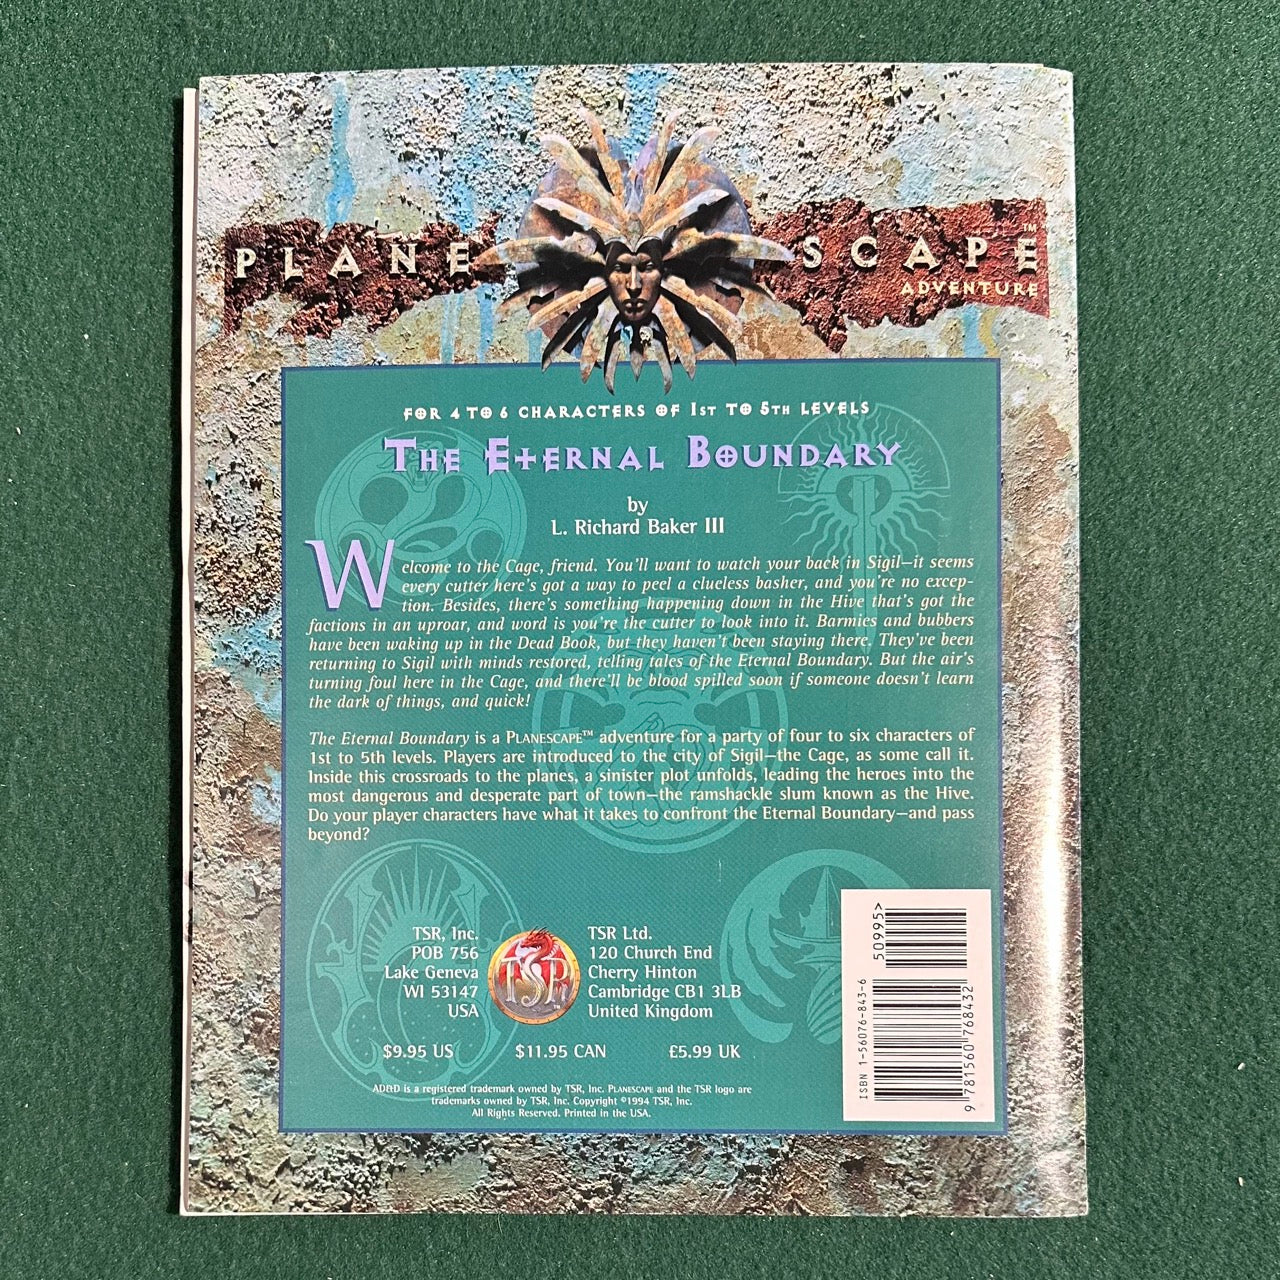 PLANE SCAPE™
ADVENTURE
FOR 4 TO 6 CHARACTERS OF 1ST TO 5TH LEVELS
THE ETERNAL BOUNDARY
by
L. Richard Baker III
Welcome to the Cage, friend. You'll want to watch your back in Sigil—it seems
every cutter here's got a way to peel a clueless basher, and you're no excep-
tion. Besides, there's something happening down in the Hive that's got the
factions in an uproar, and word is you're the cutter to look into it. Barmies and bubbers
have been waking up in the Dead Book, but they haven't been staying there. They've been
returning to Sigil with minds restored, telling tales of the Eternal Boundary. But the air's
turning foul here in the Cage, and there'll be blood spilled soon if someone doesn't learn
the dark of things, and quick!
The Eternal Boundary is a PLANESCAPE™ adventure for a party of four to six characters of
1st to 5th levels. Players are introduced to the city of Sigil—the Cage, as some call it.
Inside this crossroads to the planes, a sinister plot unfolds, leading the heroes into the
most dangerous and desperate part of town—the ramshackle slum known as the Hive.
Do your player characters have what it takes to confront the Eternal Boundary—and pass
beyond?
TSR, Inc.
POB 756
Lake Geneva
WI 53147
USA
TSR
™
TSR Ltd.
120 Church End
Cherry Hinton
Cambridge CB1 3LB
United Kingdom
$9.95 US $11.95 CAN £5.99 UK
AD&D is a registered trademark owned by TSR, Inc. PLANESCAPE and the TSR logo are
trademarks owned by TSR, Inc. Copyright ©1994 TSR, Inc.
All Rights Reserved. Printed in the USA.
50995>
ISBN 1-56076-843-6
9 781560 768432